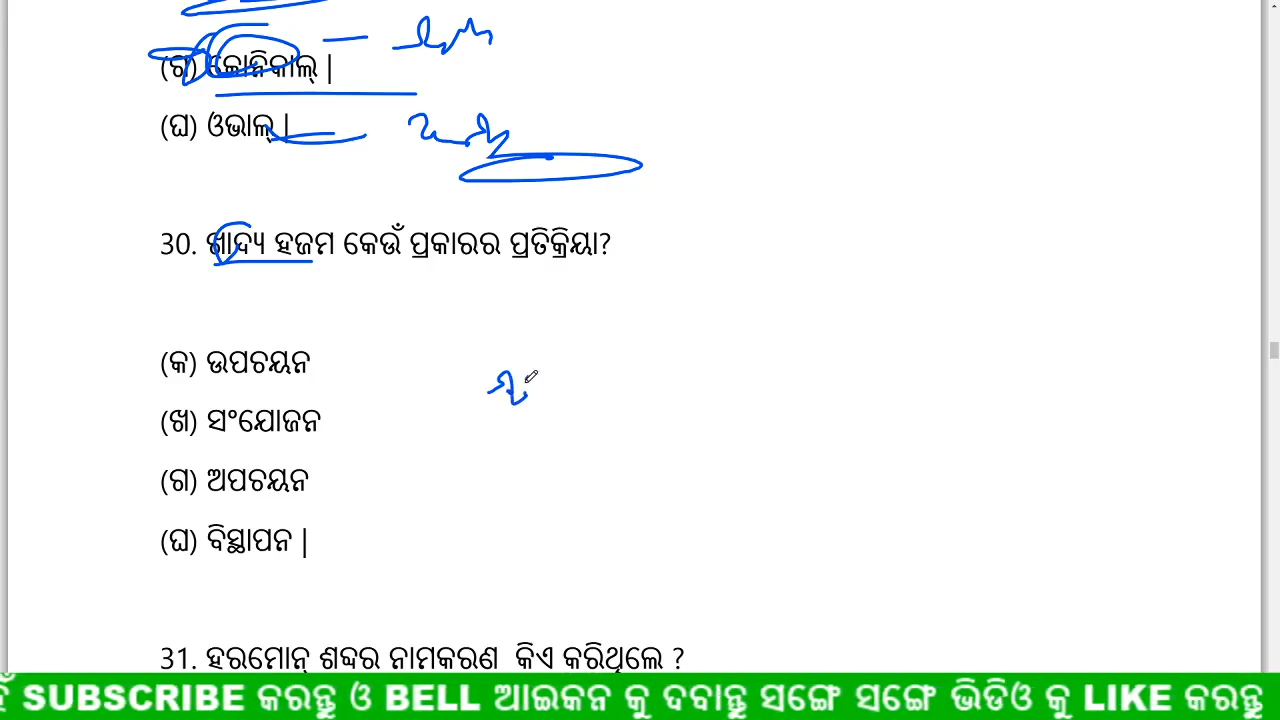 (ଗ) କୋନିକାଲ୍ |
(ଘ) ଓଭାଲ୍ |
30. ଖାଦ୍ୟ ହଜମ କେଉଁ ପ୍ରକାରର ପ୍ରତିକ୍ରିୟା?
(କ) ଉପଚୟନ
(ଖ) ସଂଯୋଜନ
(ଗ) ଅପଚୟନ
(ଘ) ବିସ୍ଥାପନ |
31. ହରମୋନ୍ ଶବ୍ଦର ନାମକରଣ କିଏ କରିଥିଲେ ?
SUBSCRIBE କରନ୍ତୁ ଓ BELL ଆଇକନ କୁ ଦବାନ୍ତୁ ସଙ୍ଗେ ସଙ୍ଗେ ଭିଡିଓ କୁ LIKE କରନ୍ତୁ